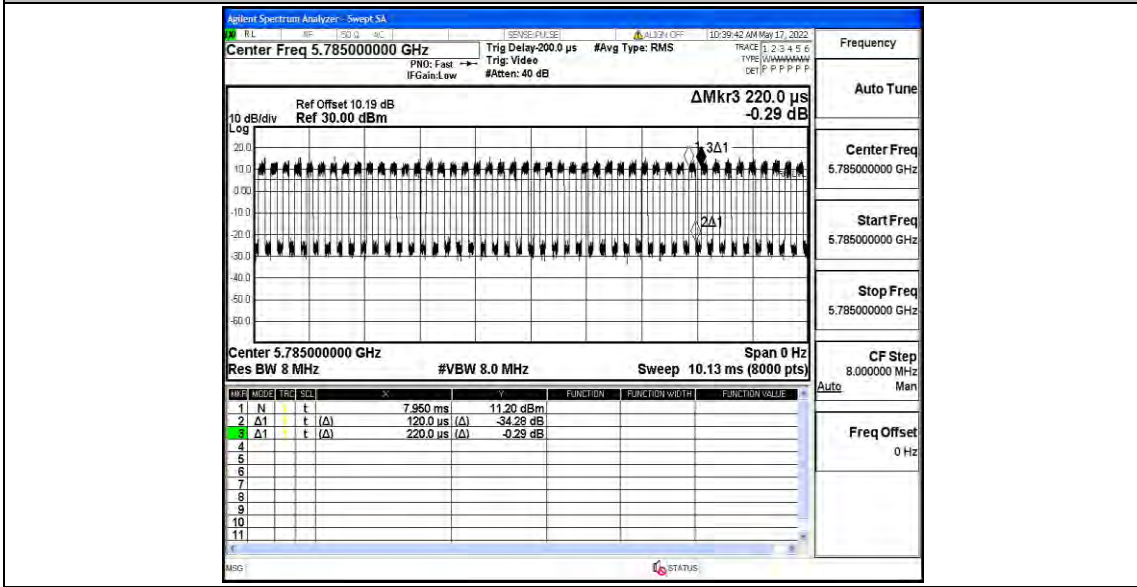 Agilent Spectrum Analyzer - Swept SA
RL RF 50 Ω AC SENSE:PULSE ALIGN OFF 10:39:42 AM May 17, 2022
Center Freq 5.785000000 GHz
Trig Delay-200.0 µs #Avg Type: RMS
TRACE 1 2 3 4 5 6
PNO: Fast Trig: Video
TYPE WWWWWW
IFGain:Low #Atten: 40 dB
DET P P P P P P
ΔMkr3 220.0 µs
-0.29 dB
Ref Offset 10.19 dB
10 dB/div Ref 30.00 dBm
Log
20.0
10.0
0.00
-10.0
-20.0
-30.0
-40.0
-50.0
-60.0
1 3Δ1
2Δ1
Center 5.785000000 GHz Span 0 Hz
Res BW 8 MHz #VBW 8.0 MHz Sweep 10.13 ms (8000 pts)
MKR MODE TRC SCL X Y FUNCTION FUNCTION WIDTH FUNCTION VALUE
1 N 1 t 7.950 ms 11.20 dBm
2 Δ1 1 t (Δ) 120.0 µs (Δ) -34.28 dB
3 Δ1 1 t (Δ) 220.0 µs (Δ) -0.29 dB
4
5
6
7
8
9
10
11
MSG STATUS
Frequency
Auto Tune
Center Freq
5.785000000 GHz
Start Freq
5.785000000 GHz
Stop Freq
5.785000000 GHz
CF Step
8.000000 MHz
Auto Man
Freq Offset
0 Hz